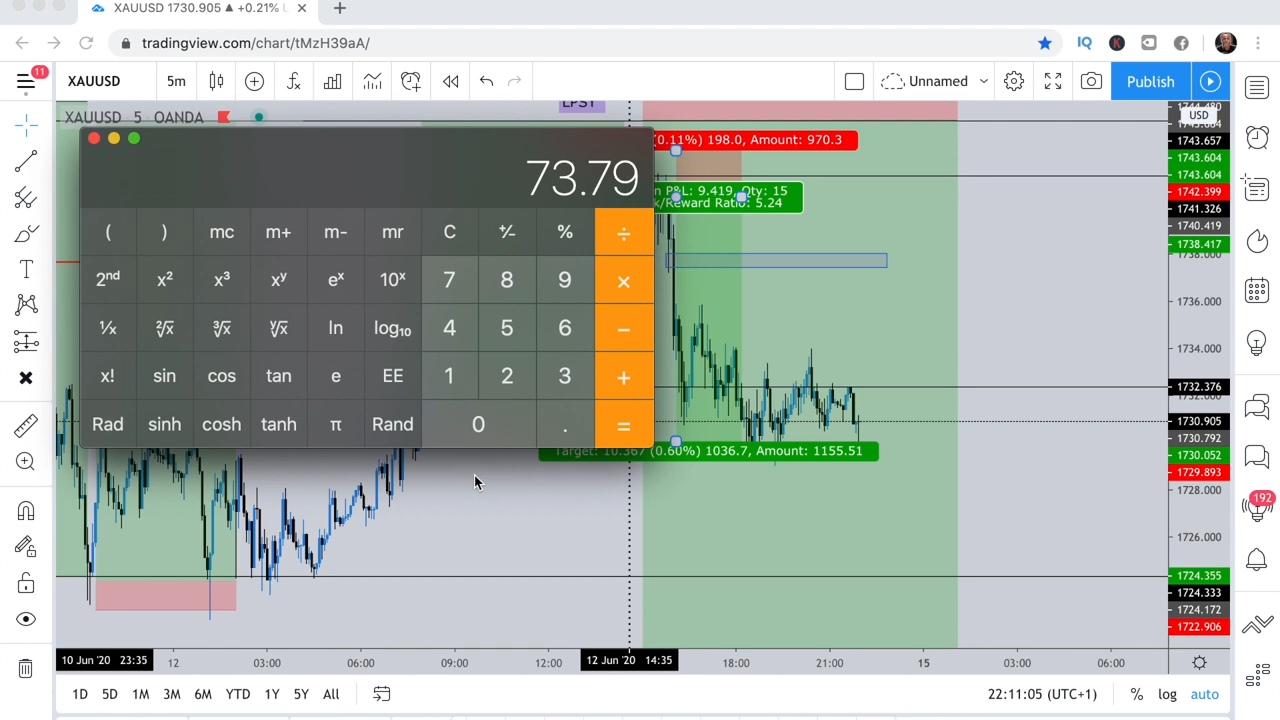 XAUUSD 1730.905 ▲ +0.21%
tradingview.com/chart/tMzH39aA/
11
XAUUSD 5m Unnamed Publish
XAUUSD 5 OANDA
LPSY
(0.11%) 198.0, Amount: 970.3
P&L: 9.419, Qty: 15
k/Reward Ratio: 5.24
Target: 10.367 (0.60%) 1036.7, Amount: 1155.51
73.79
( ) mc m+ m- mr C +/- % ÷
2nd x² x³ xʸ eˣ 10ˣ 7 8 9 ×
¹/x ²√x ³√x ʸ√x ln log₁₀ 4 5 6 −
x! sin cos tan e EE 1 2 3 +
Rad sinh cosh tanh π Rand 0 . =
USD
1743.657
1743.604
1743.604
1742.399
1741.326
1740.419
1738.417
1738.000
1736.000
1734.000
1732.376
1732.000
1730.905
1730.792
1730.052
1729.893
1728.000
1726.000
1724.355
1724.333
1724.172
1722.906
192
10 Jun '20 23:35 12 03:00 06:00 09:00 12:00 12 Jun '20 14:35 18:00 21:00 15 03:00 06:00
1D 5D 1M 3M 6M YTD 1Y 5Y All 22:11:05 (UTC+1) % log auto